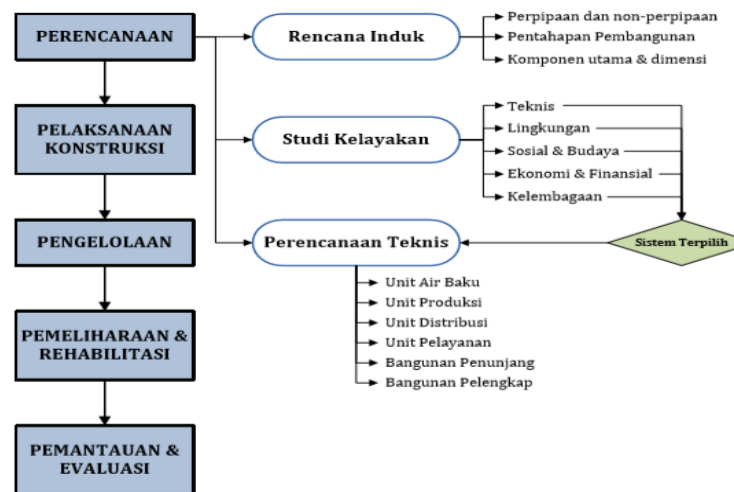 PERENCANAAN
PELAKSANAAN
KONSTRUKSI
PENGELOLAAN
PEMELIHARAAN &
REHABILITASI
PEMANTAUAN &
EVALUASI
Rencana Induk
Perpipaan dan non-perpipaan
Pentahapan Pembangunan
Komponen utama & dimensi
Studi Kelayakan
Teknis
Lingkungan
Sosial & Budaya
Ekonomi & Finansial
Kelembagaan
Sistem Terpilih
Perencanaan Teknis
Unit Air Baku
Unit Produksi
Unit Distribusi
Unit Pelayanan
Bangunan Penunjang
Bangunan Pelengkap